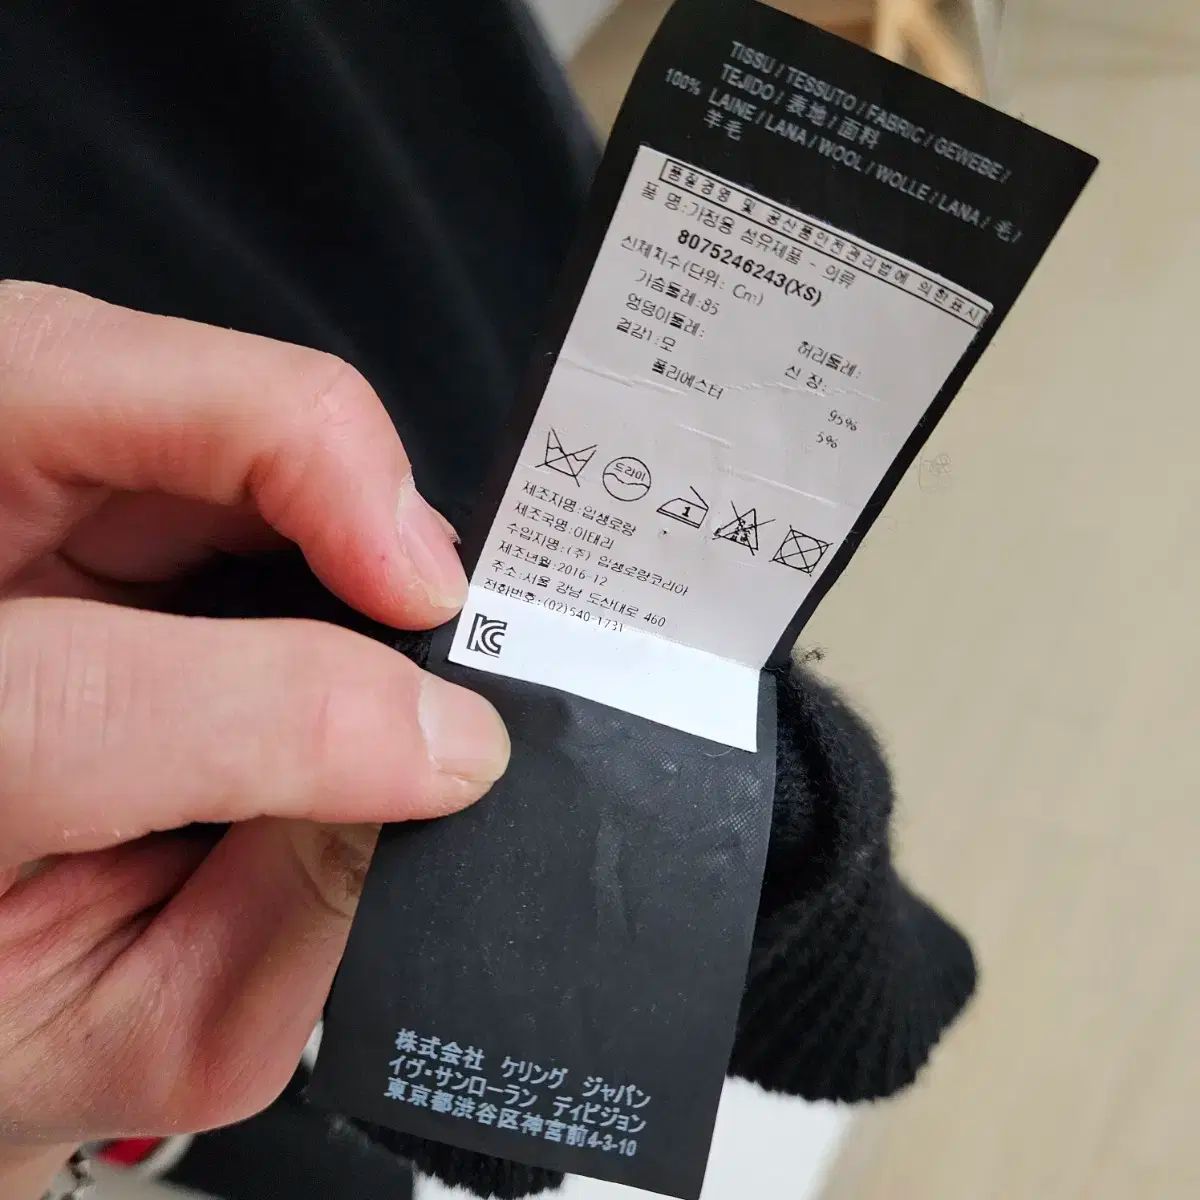 TISSU / TESSUTO / FABRIC / GEWEBE /
TEJIDO / 表地 / 面料
100% LAINE / LANA / WOOL / WOLLE / LANA / 毛 /
羊毛
품질경영 및 공산품안전관리법에 의한표시
품 명:가정용 섬유제품 - 의류
8075246243(XS)
신체치수(단위: Cm)
가슴둘레:85 허리둘레:
엉덩이둘레: 신 장:
겉감1:모 95%
폴리에스터 5%
드라이
1
제조자명:입생로랑
제조국명:이태리
수입자명:(주) 입생로랑코리아
제조년월:2016-12
주소:서울 강남 도산대로 460
전화번호:(02)540-1731
KC
株式会社 ケリング ジャパン
イヴ・サンローラン ディビジョン
東京都渋谷区神宮前4-3-10